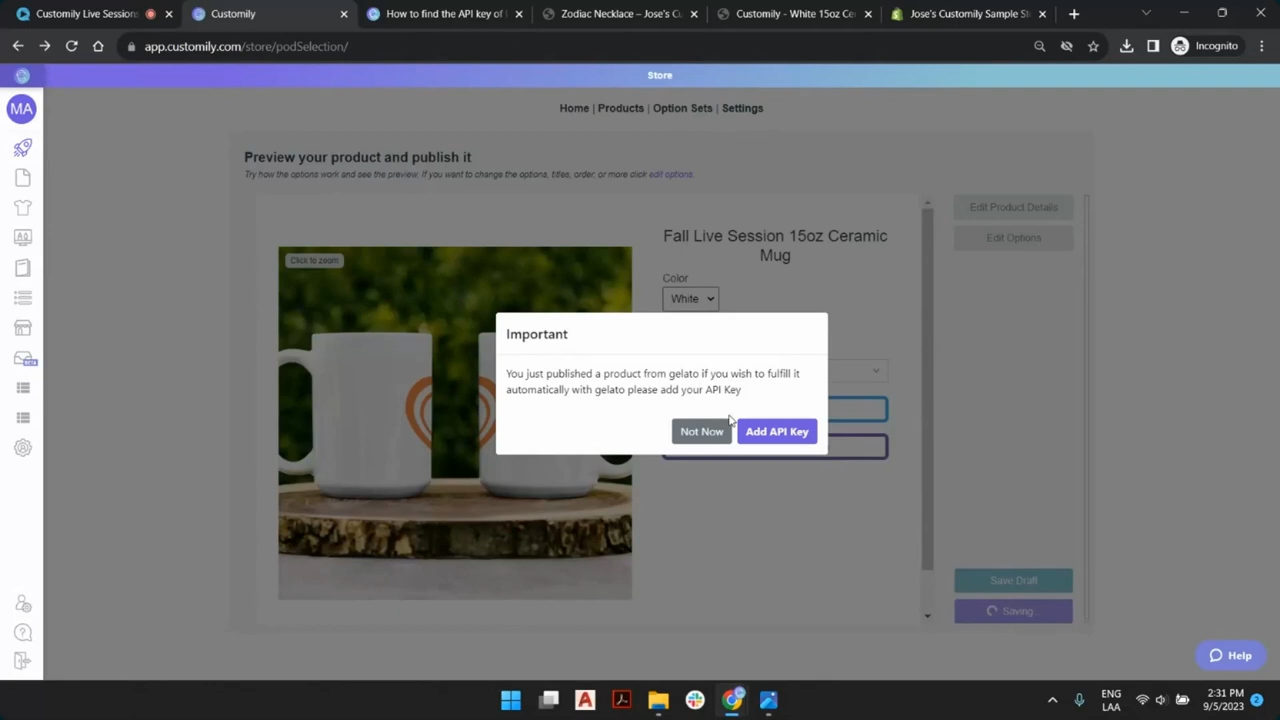 Customily Live Sessions
Customily
How to find the API key of
Zodiac Necklace – Jose's Cu
Customily - White 15oz Ce
Jose's Customily Sample St
app.customily.com/store/podSelection/
Incognito
Store
MA
Home | Products | Option Sets | Settings
Preview your product and publish it
Try how the options work and see the preview. If you want to change the options, titles, order, or more click edit options.
Edit Product Details
Edit Options
Click to zoom
Fall Live Session 15oz Ceramic
Mug
Color
White
Important
You just published a product from gelato if you wish to fulfill it
automatically with gelato please add your API Key
Not Now
Add API Key
Save Draft
Saving...
Help
ENG
LAA
2:31 PM
9/5/2023
2